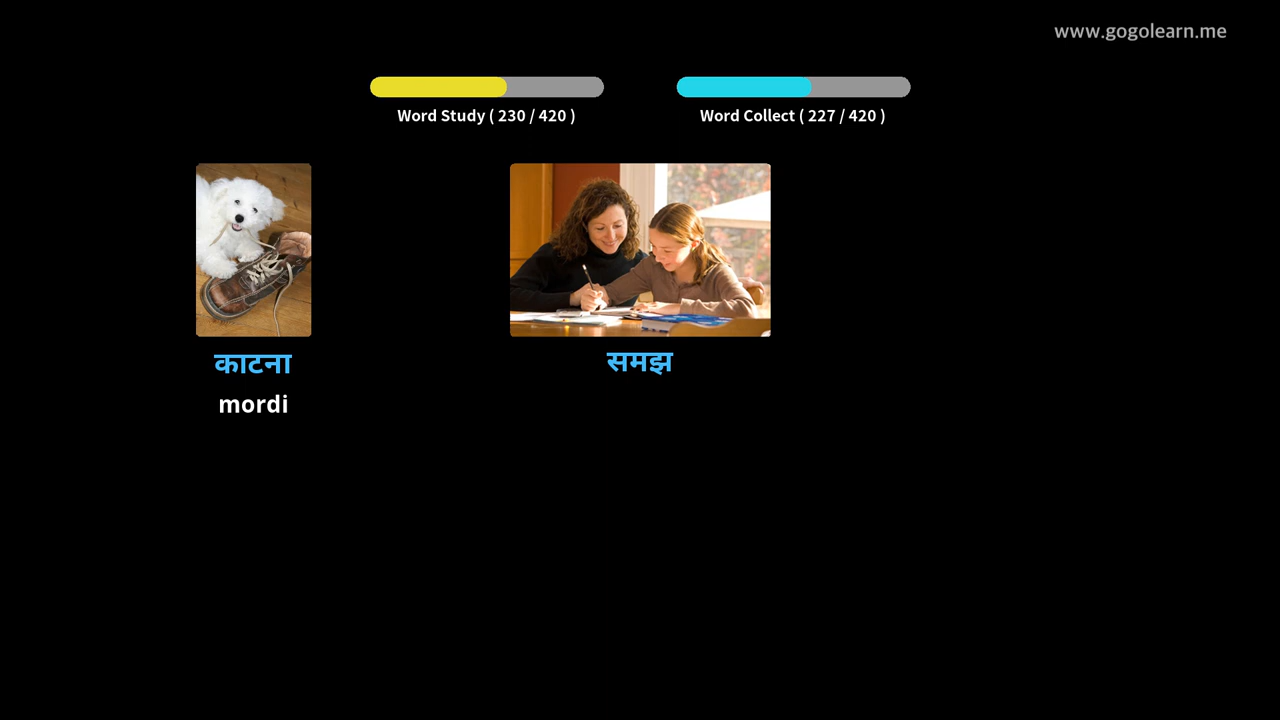 www.gogolearn.me
Word Study ( 230 / 420 )
Word Collect ( 227 / 420 )
काटना
समझ
mordi